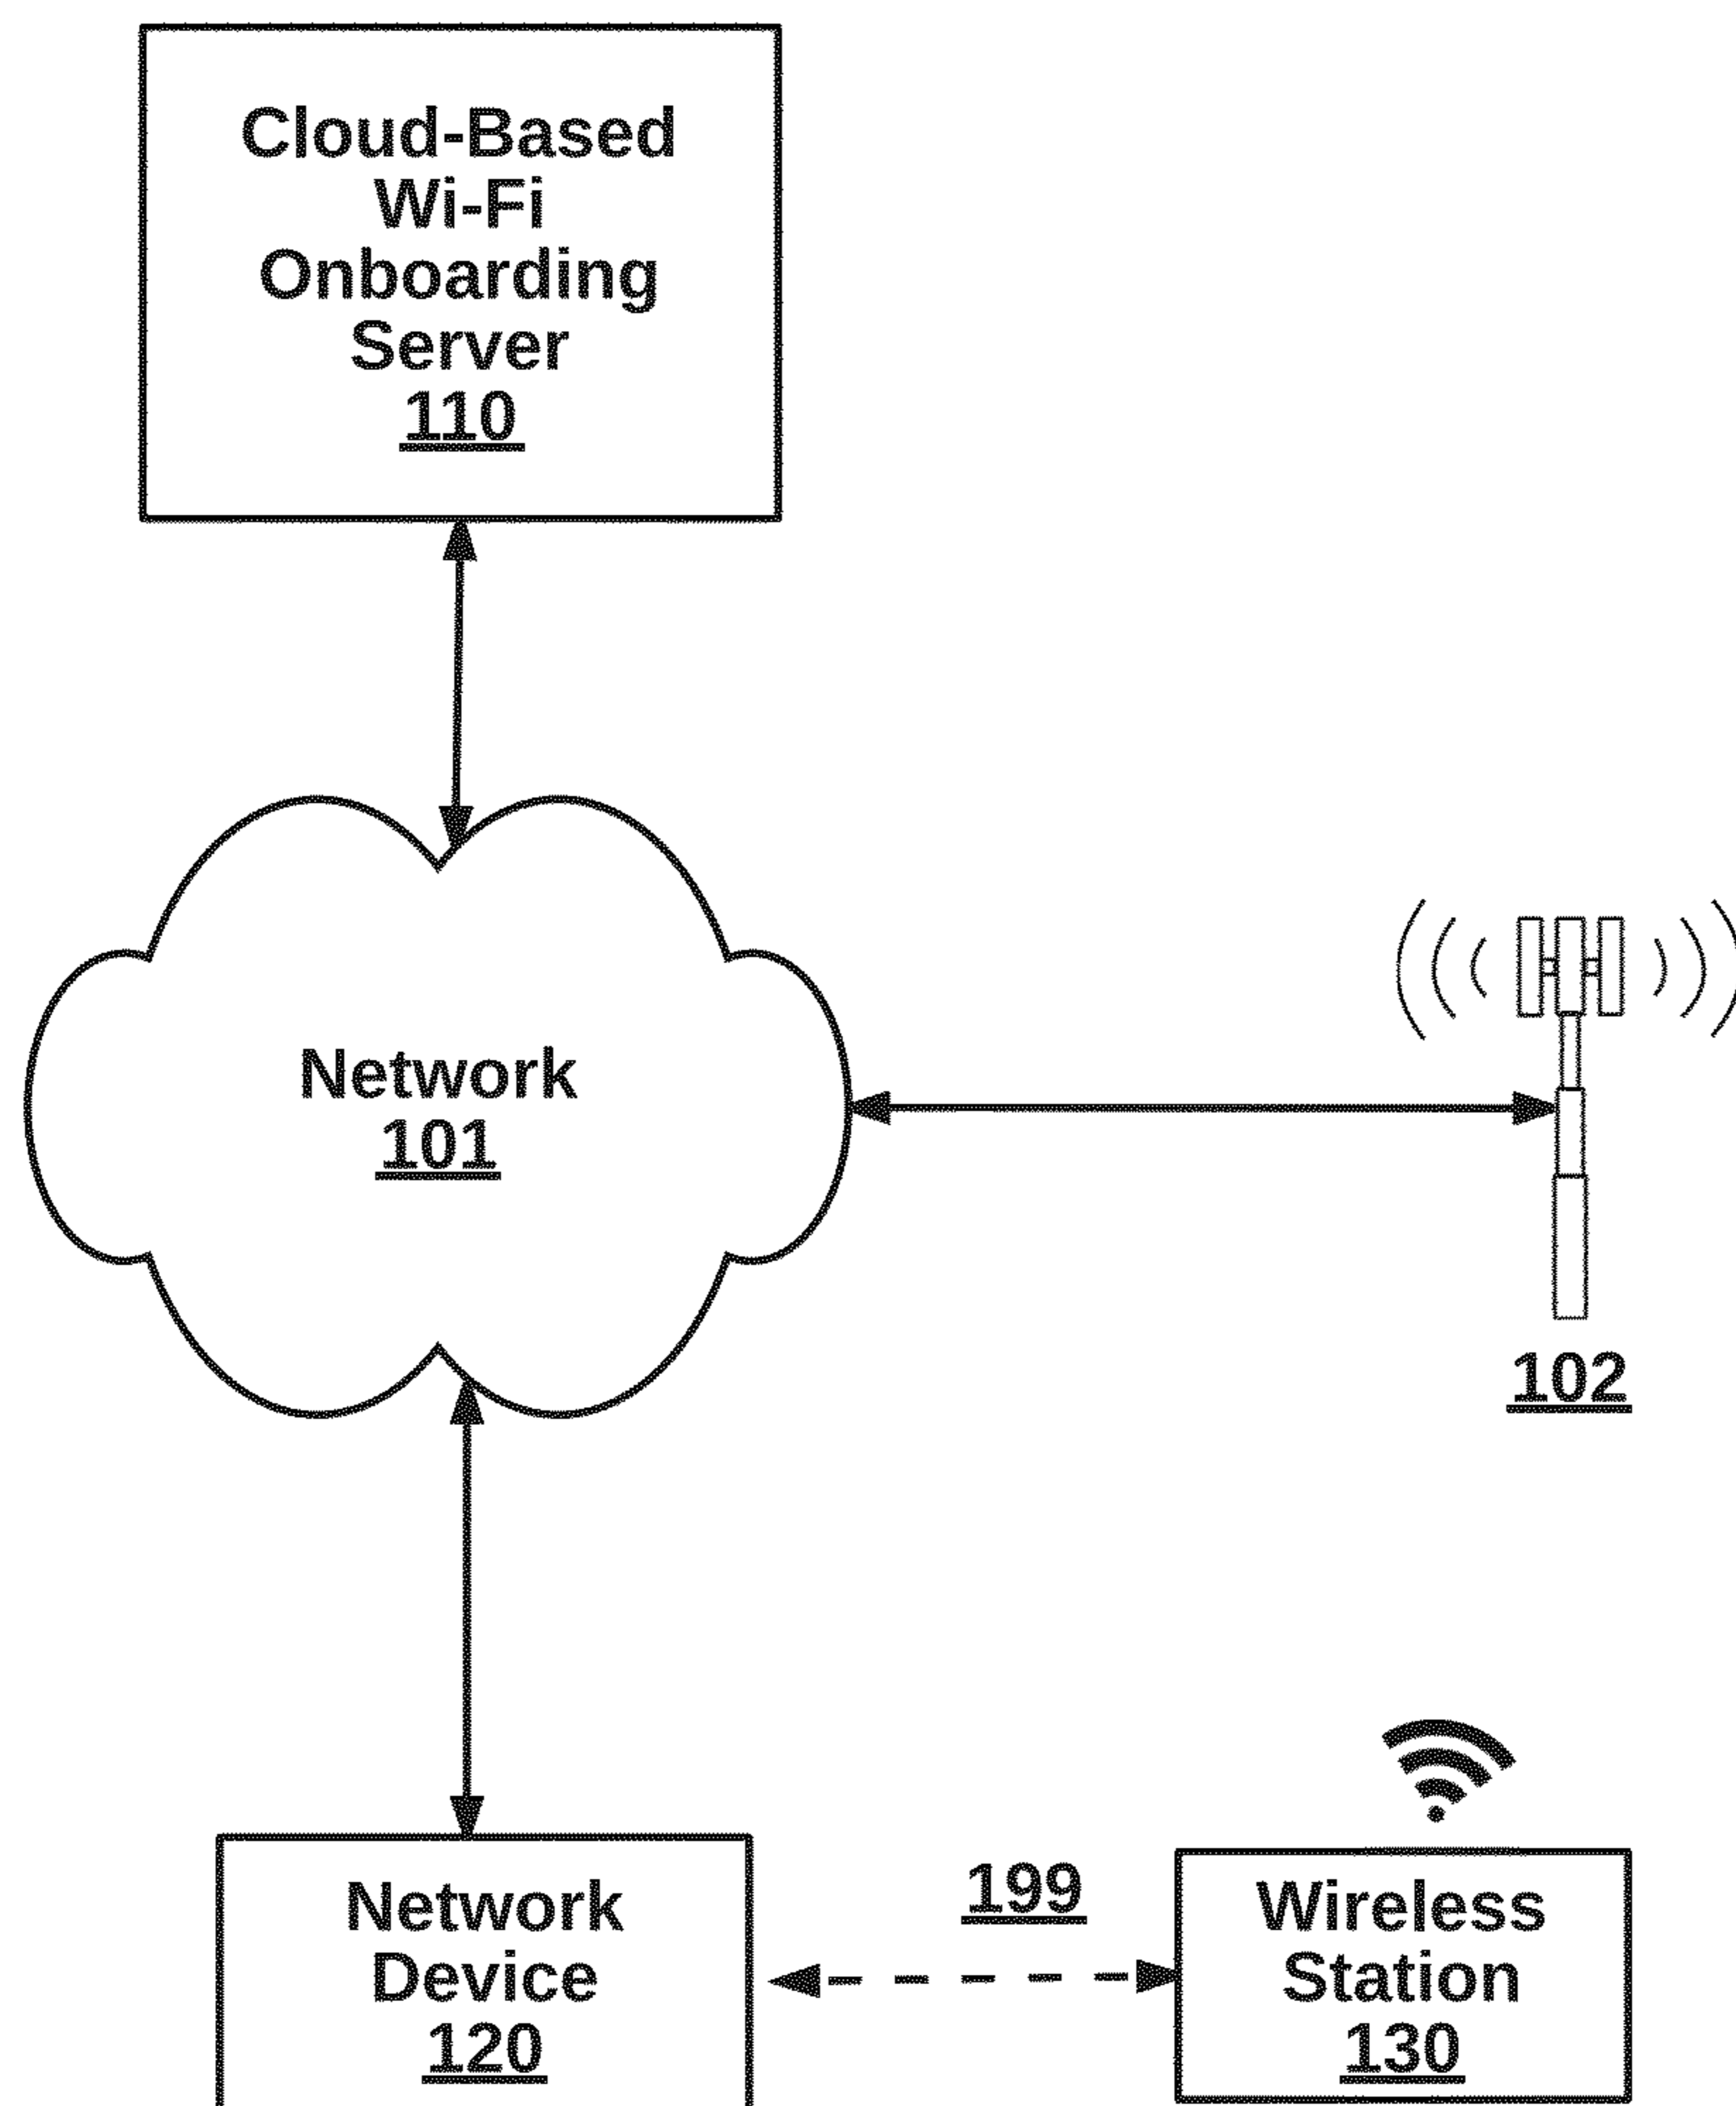 Cloud-Based
Wi-Fi
Onboarding
Server
110
Network
101
102
199
Network
Device
120
Wireless
Station
130